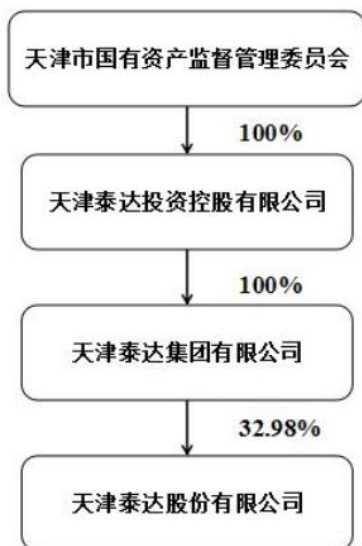 天津市国有资产监督管理委员会
100%
天津泰达投资控股有限公司
100%
天津泰达集团有限公司
32.98%
天津泰达股份有限公司